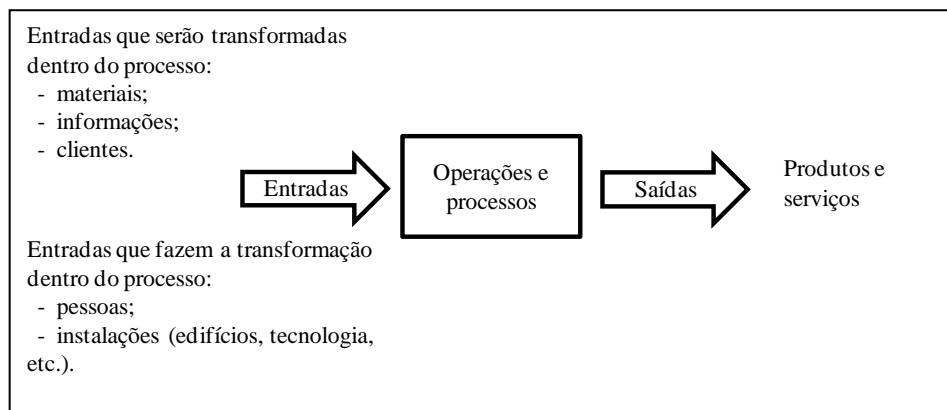 Entradas que serão transformadas
dentro do processo:
- materiais;
- informações;
- clientes.
Entradas
Operações e
processos
Saídas
Produtos e
serviços
Entradas que fazem a transformação
dentro do processo:
- pessoas;
- instalações (edifícios, tecnologia,
etc.).